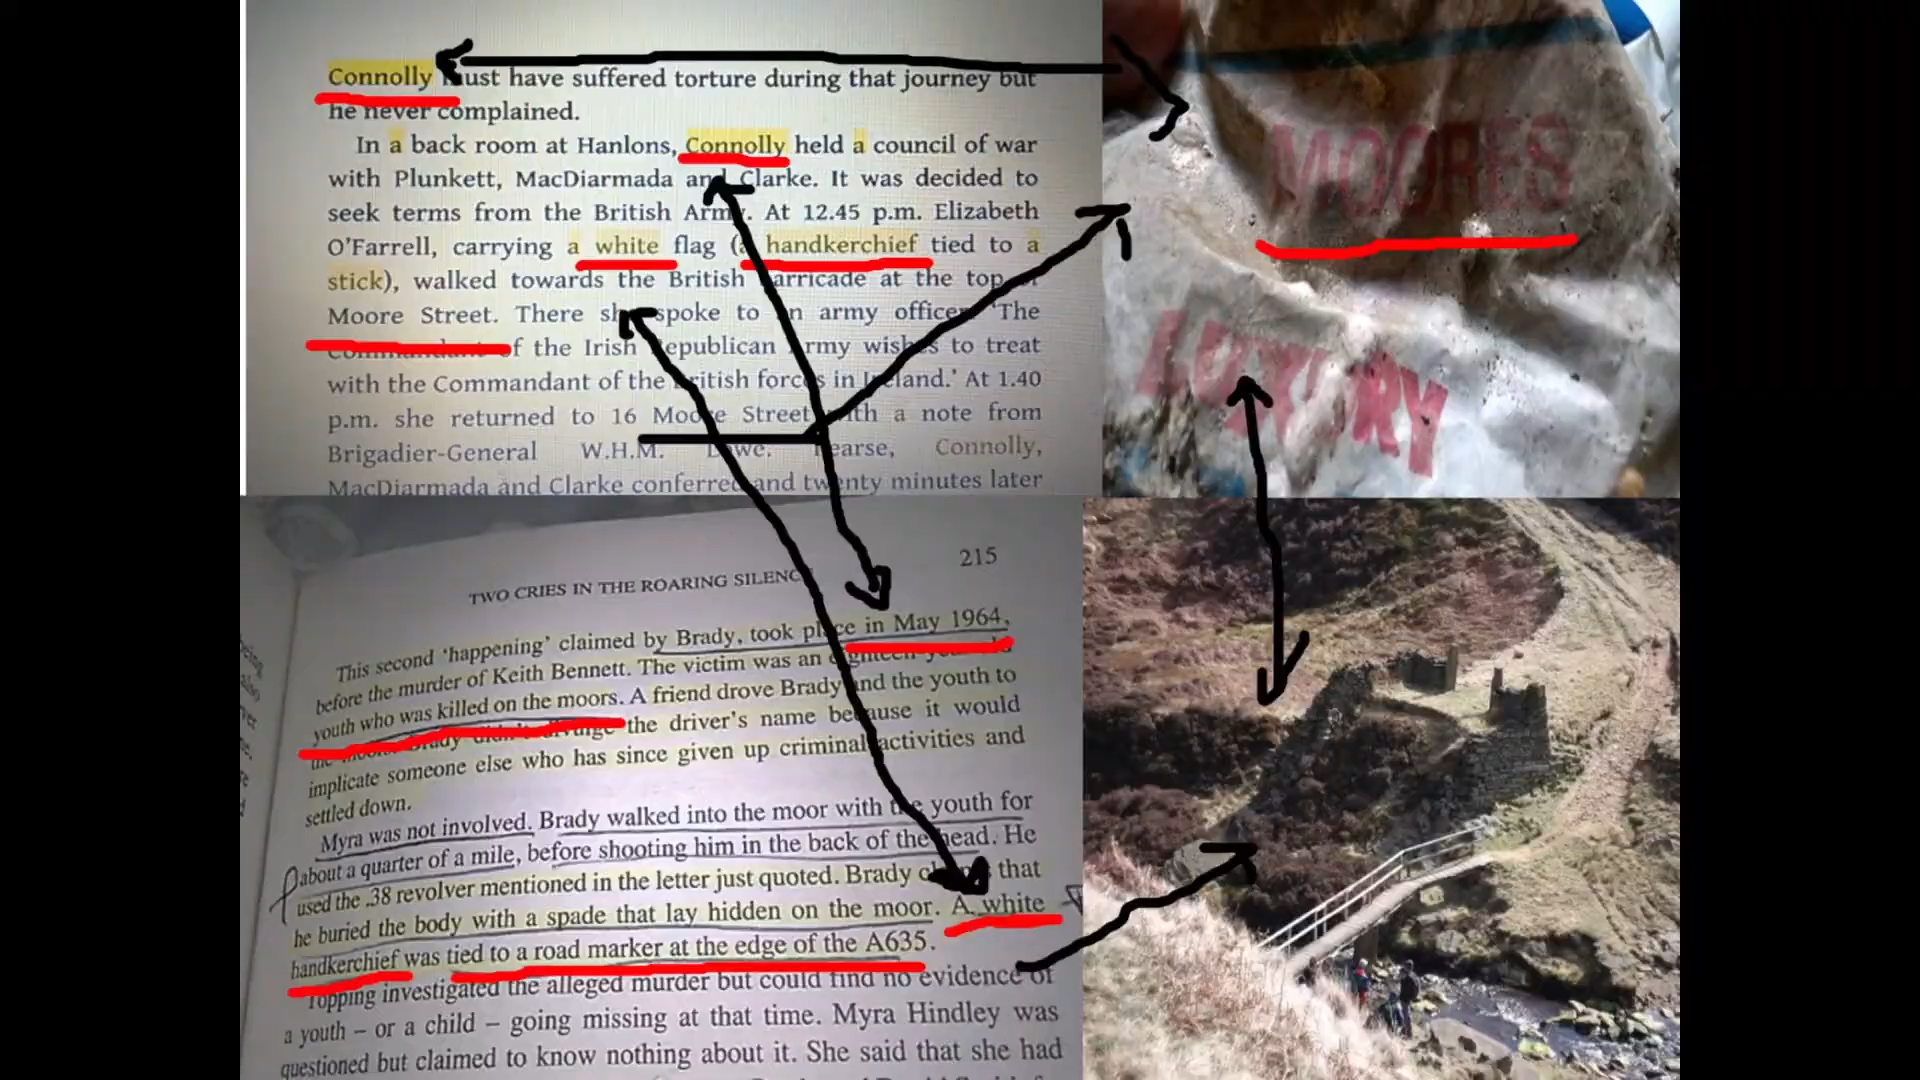 Connolly must have suffered torture during that journey but
he never complained.
In a back room at Hanlons, Connolly held a council of war
with Plunkett, MacDiarmada and Clarke. It was decided to
seek terms from the British Army. At 12.45 p.m. Elizabeth
O'Farrell, carrying a white flag (a handkerchief tied to a
stick), walked towards the British barricade at the top of
Moore Street. There she spoke to an army officer. 'The
Commandant of the Irish Republican Army wishes to treat
with the Commandant of the British forces in Ireland.' At 1.40
p.m. she returned to 16 Moore Street with a note from
Brigadier-General W.H.M. Lowe. Pearse, Connolly,
MacDiarmada and Clarke conferred and twenty minutes later
MOORES
LUXURY
215
TWO CRIES IN THE ROARING SILENCE
This second 'happening' claimed by Brady, took place in May 1964,
before the murder of Keith Bennett. The victim was an
youth who was killed on the moors. A friend drove Brady and the youth to
the Brady didn't divulge the driver's name because it would
implicate someone else who has since given up criminal activities and
settled down.
Myra was not involved. Brady walked into the moor with the youth for
about a quarter of a mile, before shooting him in the back of the head. He
used the .38 revolver mentioned in the letter just quoted. Brady claims that
he buried the body with a spade that lay hidden on the moor. A white
handkerchief was tied to a road marker at the edge of the A635.
Topping investigated the alleged murder but could find no evidence of
a youth – or a child – going missing at that time. Myra Hindley was
questioned but claimed to know nothing about it. She said that she had